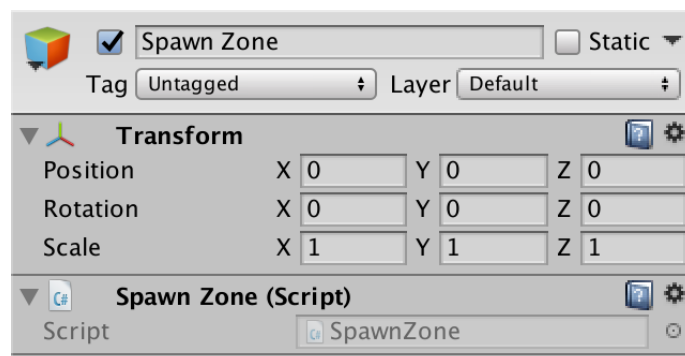 Spawn Zone Static
Tag Untagged Layer Default
Transform
Position X 0 Y 0 Z 0
Rotation X 0 Y 0 Z 0
Scale X 1 Y 1 Z 1
C# Spawn Zone (Script)
Script C# SpawnZone